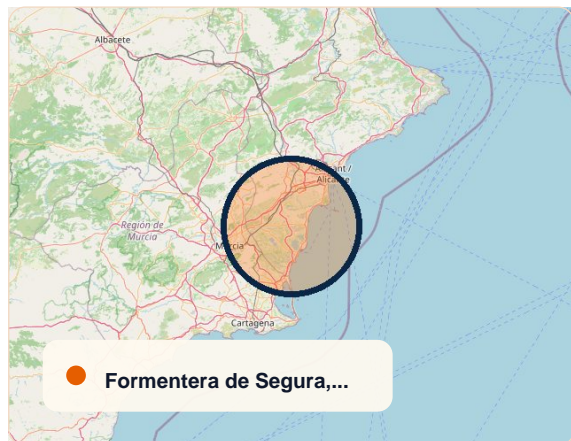 Albacete
Alacant /
Alicante
Región de
Murcia
Murcia
Cartagena
Formentera de Segura,...